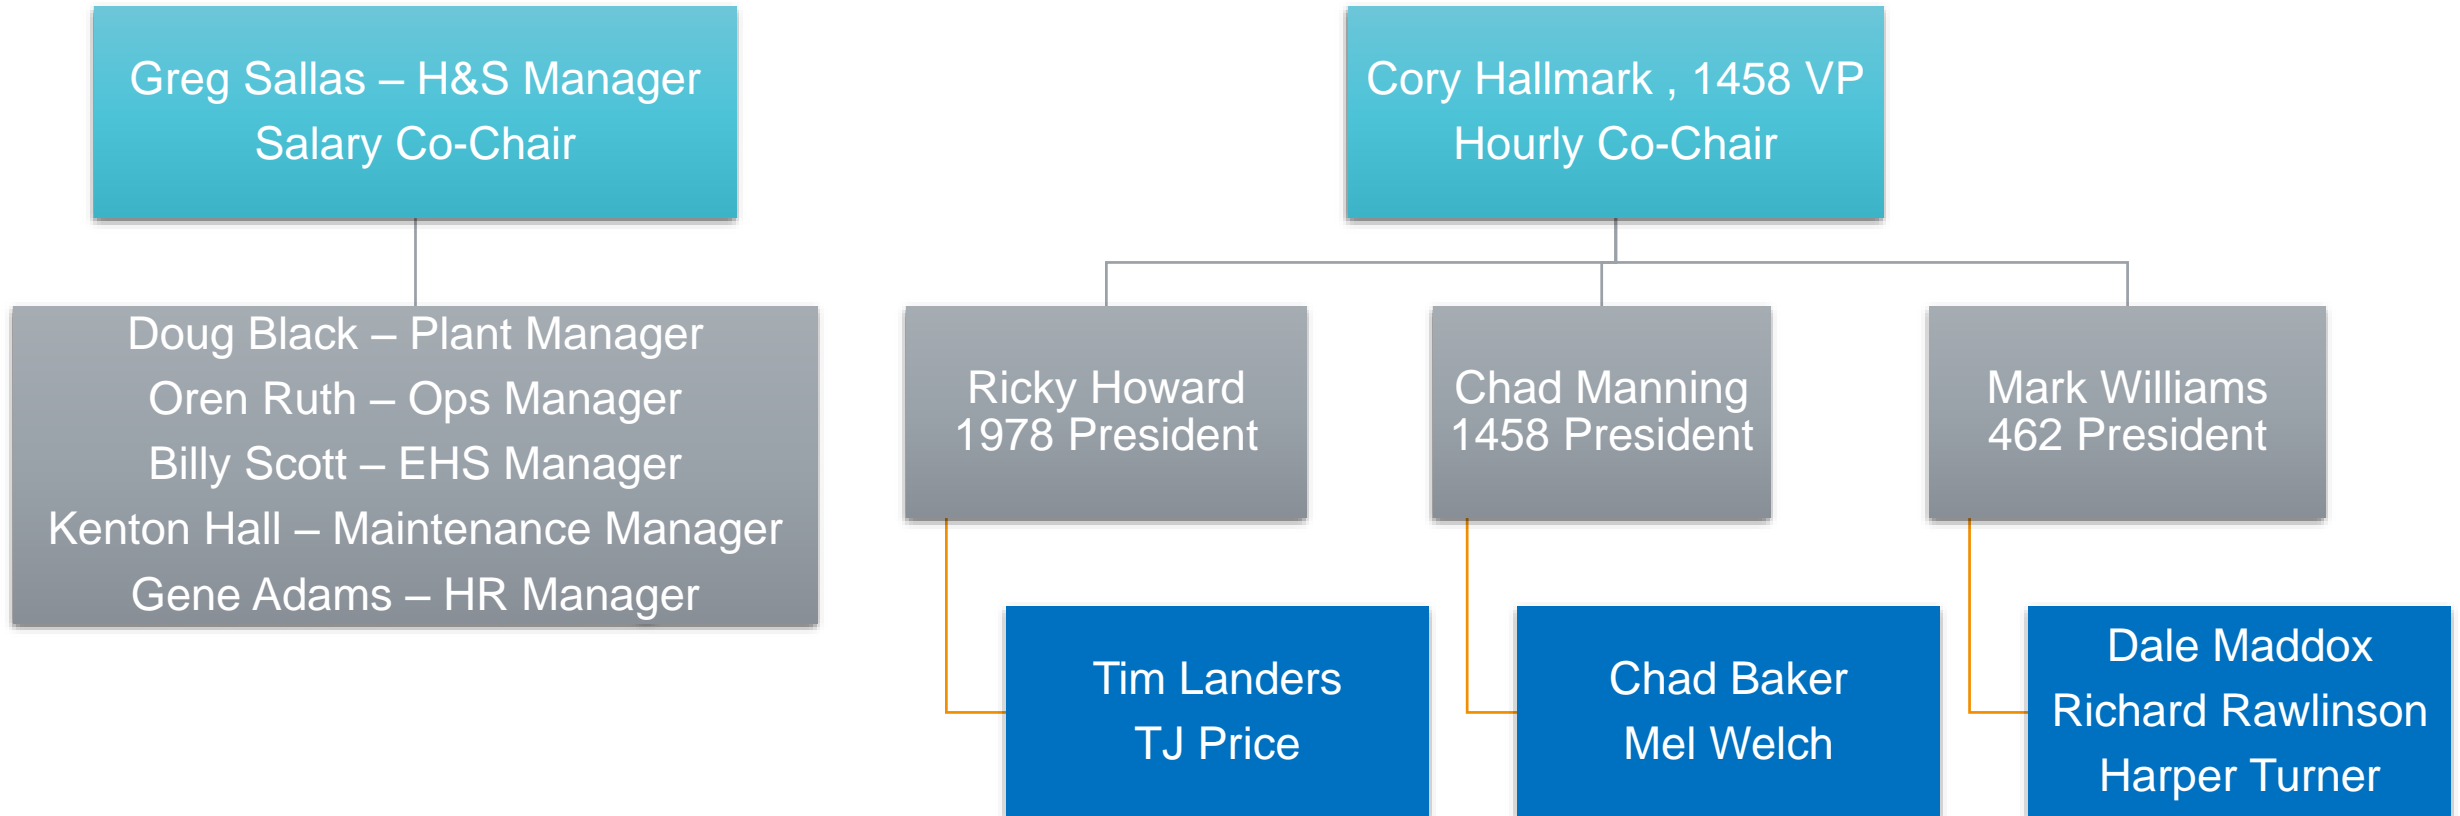 Greg Sallas – H&S Manager
Salary Co-Chair
Doug Black – Plant Manager
Oren Ruth – Ops Manager
Billy Scott – EHS Manager
Kenton Hall – Maintenance Manager
Gene Adams – HR Manager
Cory Hallmark , 1458 VP
Hourly Co-Chair
Ricky Howard
1978 President
Tim Landers
TJ Price
Chad Manning
1458 President
Chad Baker
Mel Welch
Mark Williams
462 President
Dale Maddox
Richard Rawlinson
Harper Turner